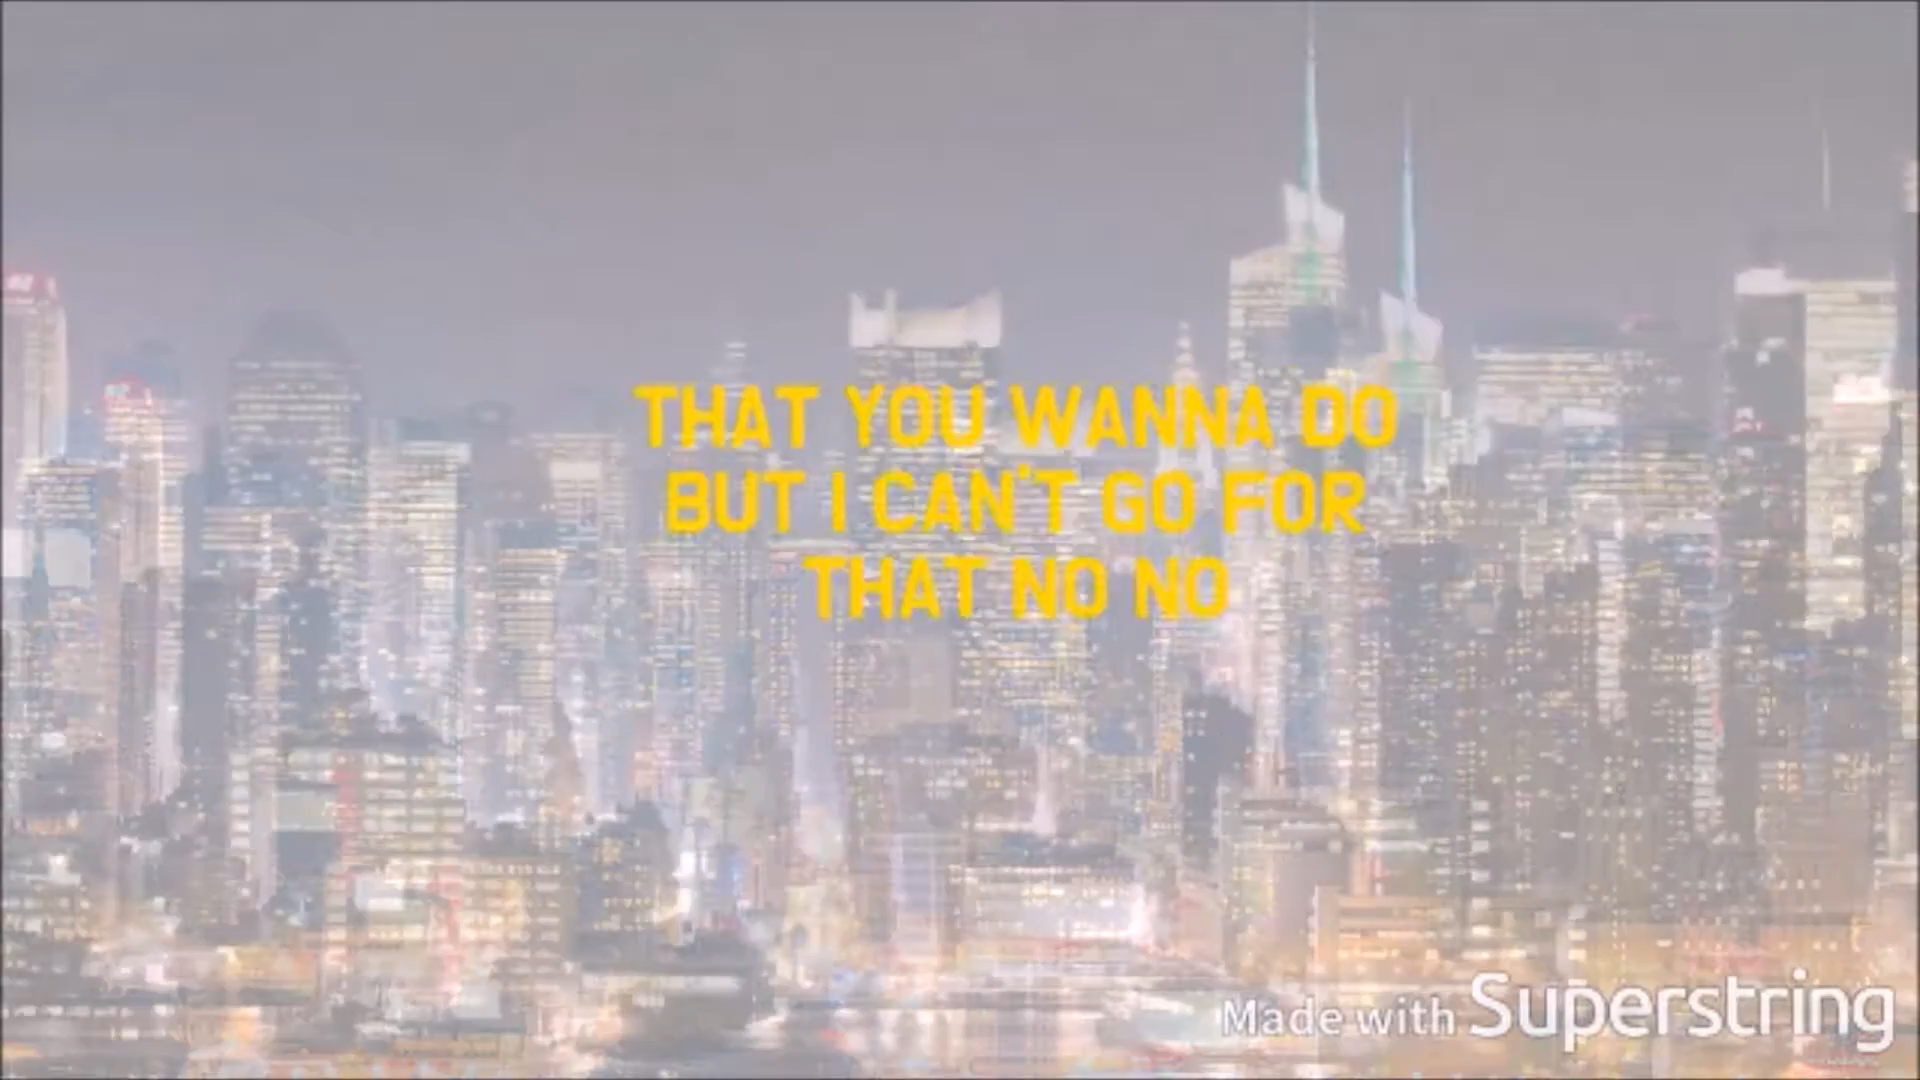 THAT YOU WANNA DO
BUT I CAN'T GO FOR
THAT NO NO
Made with Superstring